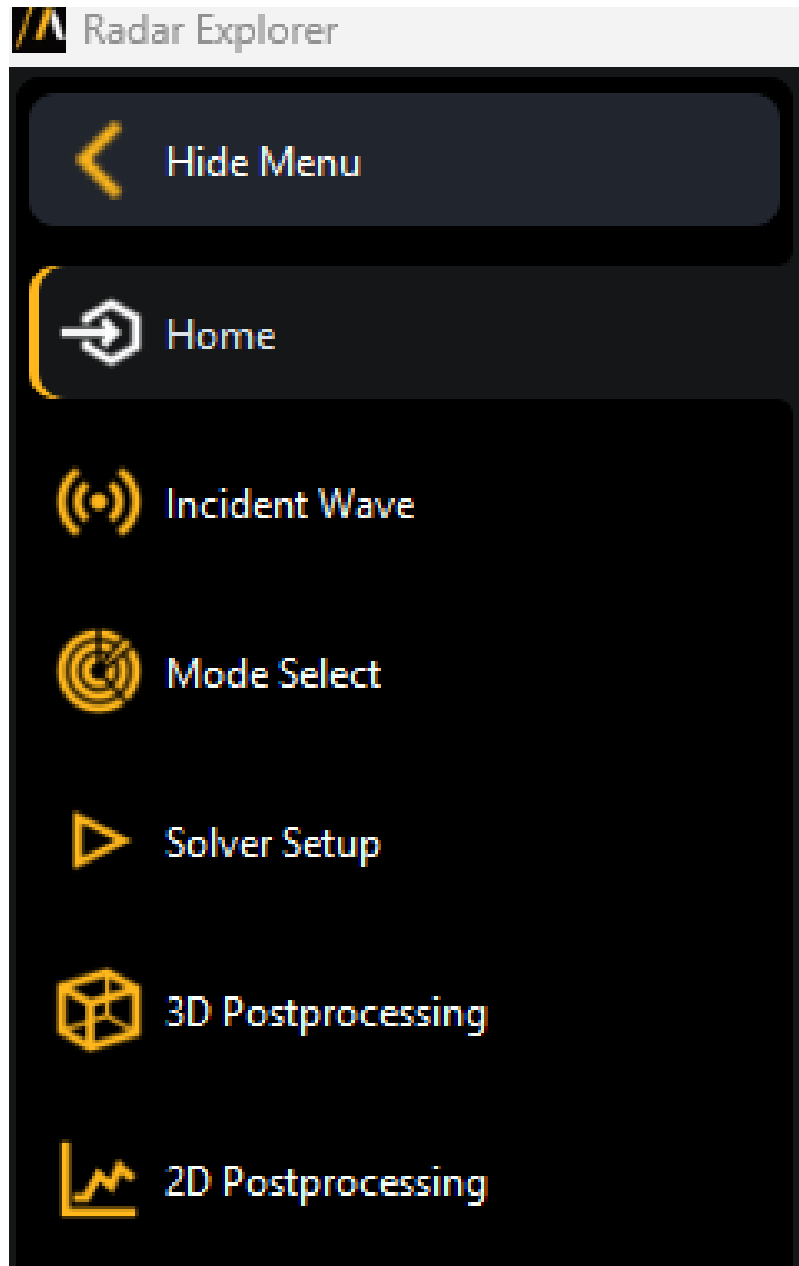 Radar Explorer
Hide Menu
Home
Incident Wave
Mode Select
Solver Setup
3D Postprocessing
2D Postprocessing